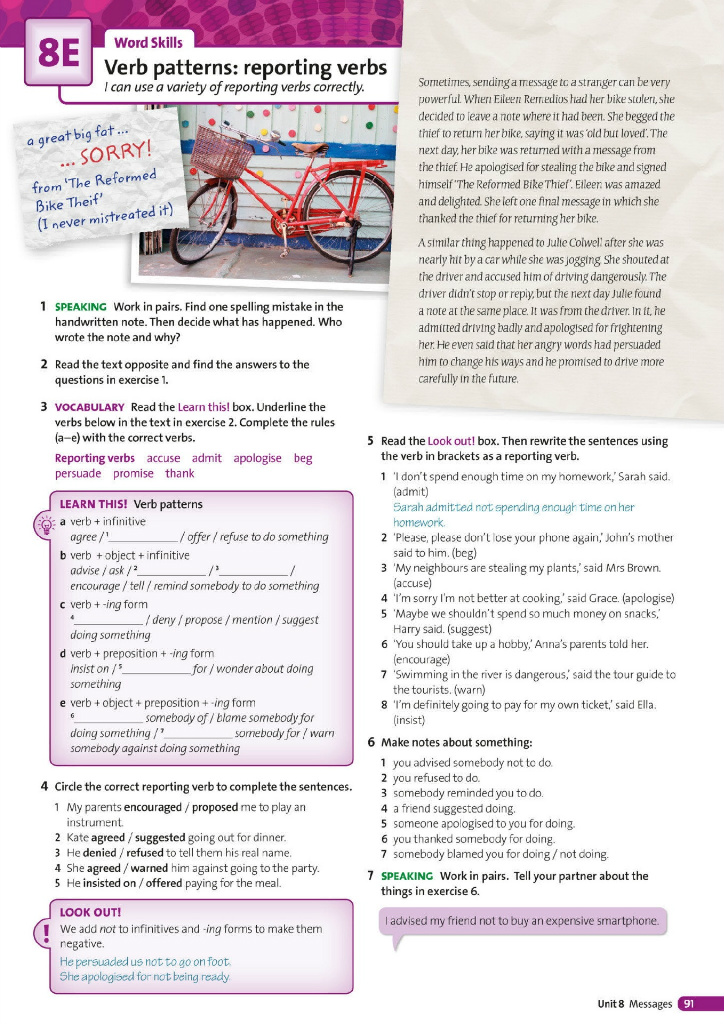 8E
Word Skills
Verb patterns: reporting verbs
I can use a variety of reporting verbs correctly.
a great big fat ...
... SORRY!
from 'The Reformed
Bike Theif'
(I never mistreated it)
Sometimes, sending a message to a stranger can be very
powerful. When Eileen Remedios had her bike stolen, she
decided to leave a note where it had been. She begged the
thief to return her bike, saying it was 'old but loved'. The
next day, her bike was returned with a message from
the thief. He apologised for stealing the bike and signed
himself 'The Reformed Bike Thief'. Eileen was amazed
and delighted. She left one final message in which she
thanked the thief for returning her bike.
A similar thing happened to Julie Colwell after she was
nearly hit by a car while she was jogging. She shouted at
the driver and accused him of driving dangerously. The
driver didn't stop or reply, but the next day Julie found
a note at the same place. It was from the driver. In it, he
admitted driving badly and apologised for frightening
her. He even said that her angry words had persuaded
him to change his ways and he promised to drive more
carefully in the future.
1 SPEAKING Work in pairs. Find one spelling mistake in the
handwritten note. Then decide what has happened. Who
wrote the note and why?
2 Read the text opposite and find the answers to the
questions in exercise 1.
3 VOCABULARY Read the Learn this! box. Underline the
verbs below in the text in exercise 2. Complete the rules
(a–e) with the correct verbs.
Reporting verbs accuse admit apologise beg
persuade promise thank
LEARN THIS! Verb patterns
a verb + infinitive
agree / 1____________ / offer / refuse to do something
b verb + object + infinitive
advise / ask / 2____________ / 3____________ /
encourage / tell / remind somebody to do something
c verb + -ing form
4____________ / deny / propose / mention / suggest
doing something
d verb + preposition + -ing form
insist on / 5____________ for / wonder about doing
something
e verb + object + preposition + -ing form
6____________ somebody of / blame somebody for
doing something / 7____________ somebody for / warn
somebody against doing something
4 Circle the correct reporting verb to complete the sentences.
1 My parents encouraged / proposed me to play an
instrument.
2 Kate agreed / suggested going out for dinner.
3 He denied / refused to tell them his real name.
4 She agreed / warned him against going to the party.
5 He insisted on / offered paying for the meal.
LOOK OUT!
!
We add not to infinitives and -ing forms to make them
negative.
He persuaded us not to go on foot.
She apologised for not being ready.
5 Read the Look out! box. Then rewrite the sentences using
the verb in brackets as a reporting verb.
1 'I don't spend enough time on my homework,' Sarah said.
(admit)
Sarah admitted not spending enough time on her
homework.
2 'Please, please don't lose your phone again,' John's mother
said to him. (beg)
3 'My neighbours are stealing my plants,' said Mrs Brown.
(accuse)
4 'I'm sorry I'm not better at cooking,' said Grace. (apologise)
5 'Maybe we shouldn't spend so much money on snacks,'
Harry said. (suggest)
6 'You should take up a hobby,' Anna's parents told her.
(encourage)
7 'Swimming in the river is dangerous,' said the tour guide to
the tourists. (warn)
8 'I'm definitely going to pay for my own ticket,' said Ella.
(insist)
6 Make notes about something:
1 you advised somebody not to do.
2 you refused to do.
3 somebody reminded you to do.
4 a friend suggested doing.
5 someone apologised to you for doing.
6 you thanked somebody for doing.
7 somebody blamed you for doing / not doing.
7 SPEAKING Work in pairs. Tell your partner about the
things in exercise 6.
I advised my friend not to buy an expensive smartphone.
Unit 8 Messages 91